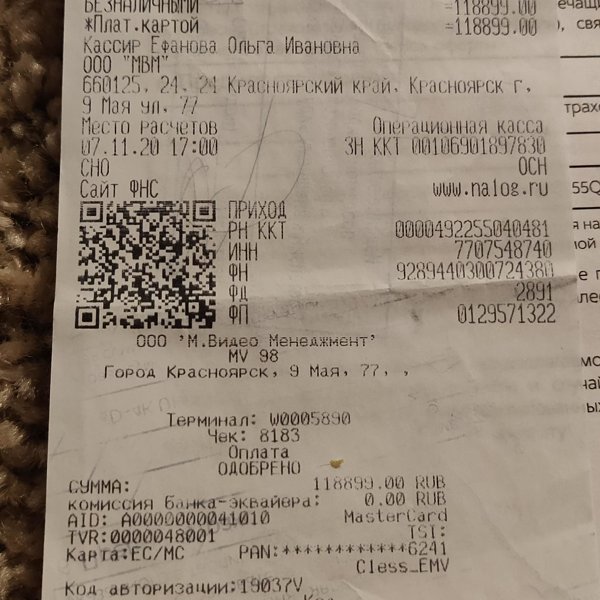 БЕЗНАЛИЧНЫМИ =118899.00
*Плат.картой =118899.00
Кассир Ефанова Ольга Ивановна
ООО "МВМ"
660125, 24, 24 Красноярский край, Красноярск г,
9 Мая ул, 77
Место расчетов Операционная касса
07.11.20 17:00 ЗН ККТ 00106901897830
СНО ОСН
Сайт ФНС www.nalog.ru
ПРИХОД
РН ККТ 0000492255040481
ИНН 7707548740
ФН 9289440300724380
ФД 2891
ФП 0129571322
ООО 'М.Видео Менеджмент'
MV 98
Город Красноярск, 9 Мая, 77, ,
Терминал: W0005890
Чек: 8183
Оплата
ОДОБРЕНО
СУММА: 118899.00 RUB
комиссия банка-эквайера: 0.00 RUB
AID: A0000000041010 MasterCard
TVR:0000048001 TSI:
Карта:EC/MC PAN:************6241
Cless_EMV
Код авторизации:19037V